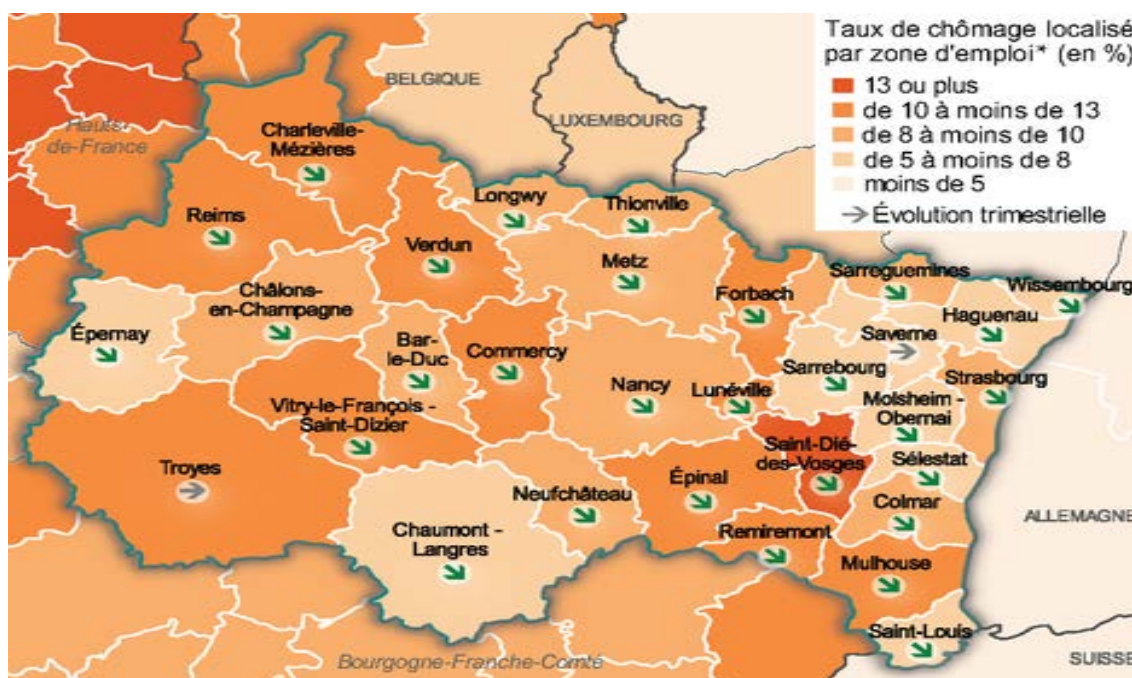 Taux de chômage localisé
par zone d'emploi* (en %)
13 ou plus
de 10 à moins de 13
de 8 à moins de 10
de 5 à moins de 8
moins de 5
Évolution trimestrielle
BELGIQUE
LUXEMBOURG
Hauts-
de-France
Charleville-
Mézières
Longwy
Thionville
Reims
Verdun
Metz
Forbach
Sarreguemines
Wissembourg
Châlons-
en-Champagne
Haguenau
Épernay
Bar-
le-Duc
Commercy
Saverne
Sarrebourg
Strasbourg
Nancy
Lunéville
Molsheim -
Obernai
Vitry-le-François -
Saint-Dizier
Saint-Dié-
des-Vosges
Sélestat
Troyes
Neufchâteau
Épinal
Colmar
ALLEMAGNE
Chaumont -
Langres
Remiremont
Mulhouse
Saint-Louis
Bourgogne-Franche-Comté
SUISSE